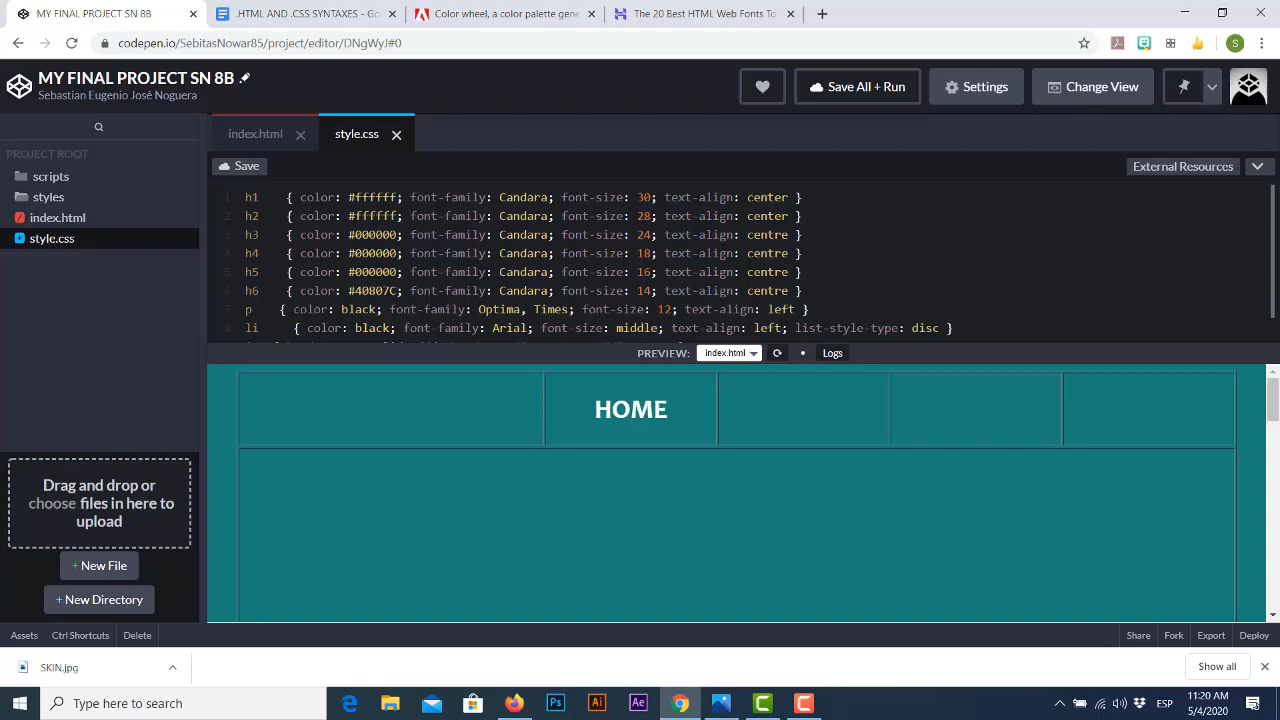 MY FINAL PROJECT SN 8B
.HTML AND .CSS SYNTAXES - Go
Color wheel, a color palette gene
The 20 Best HTML Web Fonts To
codepen.io/SebitasNowar85/project/editor/DNgWyJ#0
S
MY FINAL PROJECT SN 8B
Sebastian Eugenio José Noguera
Save All + Run
Settings
Change View
PROJECT ROOT
scripts
styles
index.html
style.css
index.html
style.css
Save
External Resources
1 h1 { color: #ffffff; font-family: Candara; font-size: 30; text-align: center }
2 h2 { color: #ffffff; font-family: Candara; font-size: 28; text-align: center }
3 h3 { color: #000000; font-family: Candara; font-size: 24; text-align: centre }
4 h4 { color: #000000; font-family: Candara; font-size: 18; text-align: centre }
5 h5 { color: #000000; font-family: Candara; font-size: 16; text-align: centre }
6 h6 { color: #40807C; font-family: Candara; font-size: 14; text-align: centre }
7 p { color: black; font-family: Optima, Times; font-size: 12; text-align: left }
8 li { color: black; font-family: Arial; font-size: middle; text-align: left; list-style-type: disc }
PREVIEW:
index.html
Logs
HOME
Drag and drop or
choose files in here to
upload
+ New File
+ New Directory
Assets
Ctrl Shortcuts
Delete
Share
Fork
Export
Deploy
SKIN.jpg
Show all
Type here to search
Ps
Ai
Ae
ESP
11:20 AM
5/4/2020